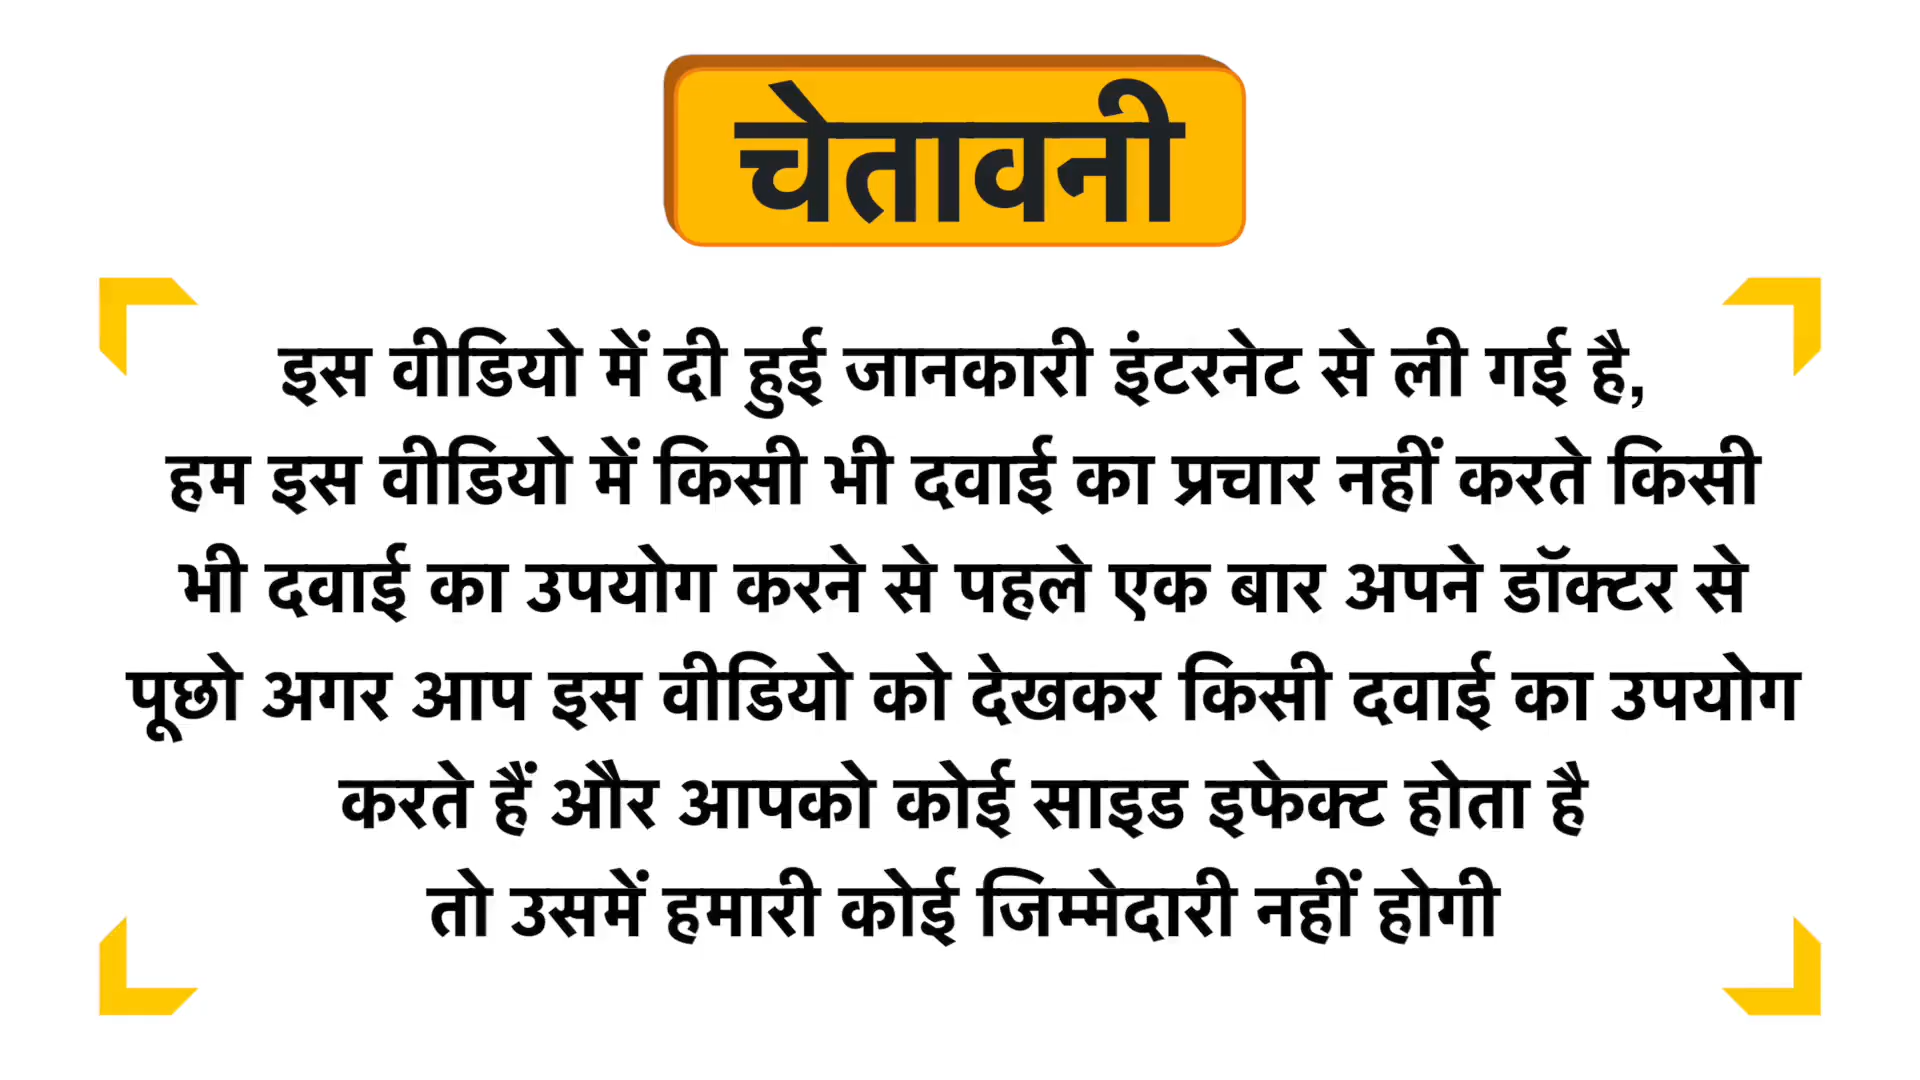 चेतावनी
इस वीडियो में दी हुई जानकारी इंटरनेट से ली गई है,
हम इस वीडियो में किसी भी दवाई का प्रचार नहीं करते किसी
भी दवाई का उपयोग करने से पहले एक बार अपने डॉक्टर से
पूछो अगर आप इस वीडियो को देखकर किसी दवाई का उपयोग
करते हैं और आपको कोई साइड इफेक्ट होता है
तो उसमें हमारी कोई जिम्मेदारी नहीं होगी